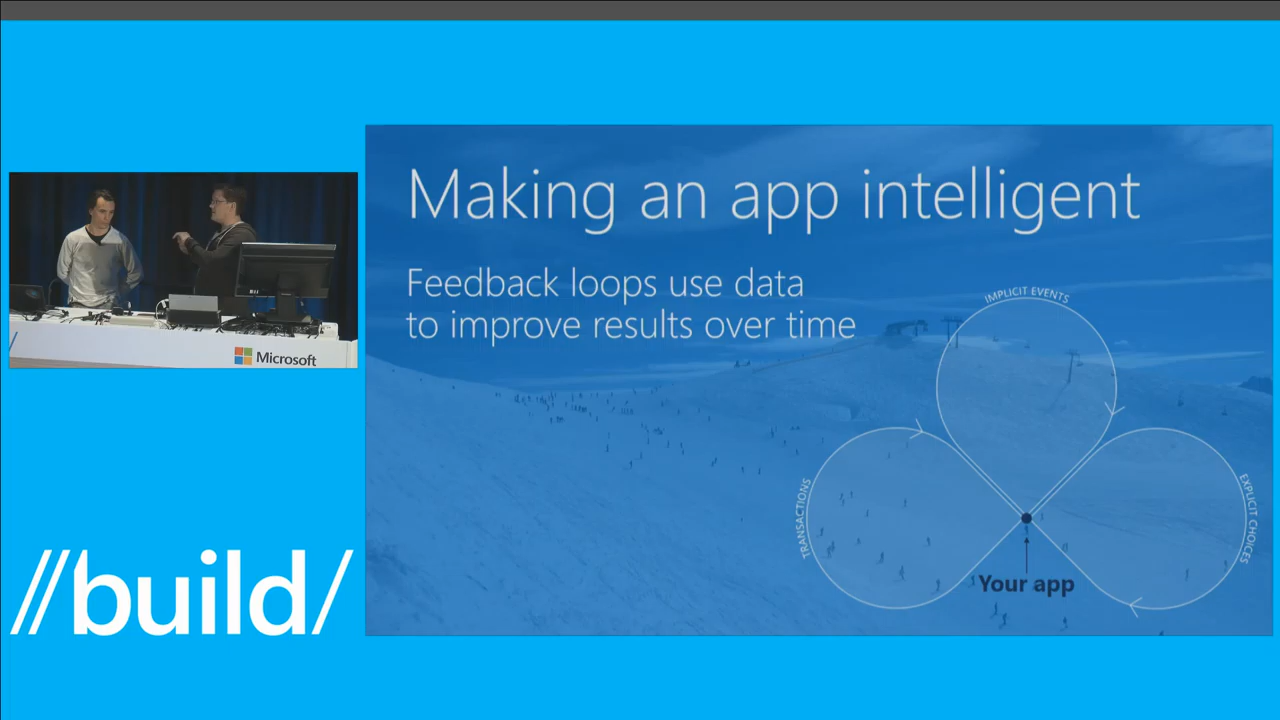 Making an app intelligent
Feedback loops use data
to improve results over time
IMPLICIT EVENTS
TRANSACTIONS
EXPLICIT CHOICES
Your app
Microsoft
//build/